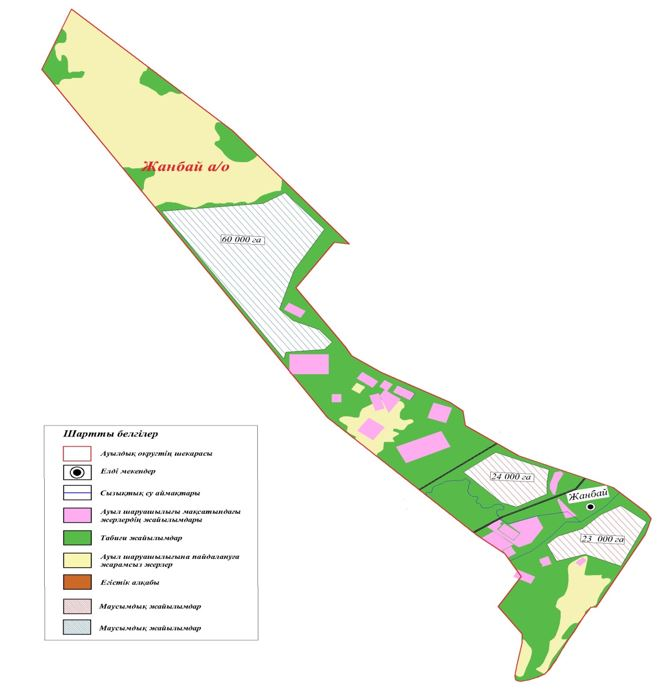 Жанбай а/о
60 000 га
24 000 га
Жанбай
23 000 га
Шартты белгілер
Ауылдық округтің шекарасы
Елді мекендер
Сызықтық су аймақтары
Ауыл шаруашылығы мақсатындағы
жерлердің жайылымдары
Табиғи жайылымдар
Ауыл шаруашылығына пайдалануға
жарамсыз жерлер
Егістік алқабы
Маусымдық жайылымдар
Маусымдық жайылымдар